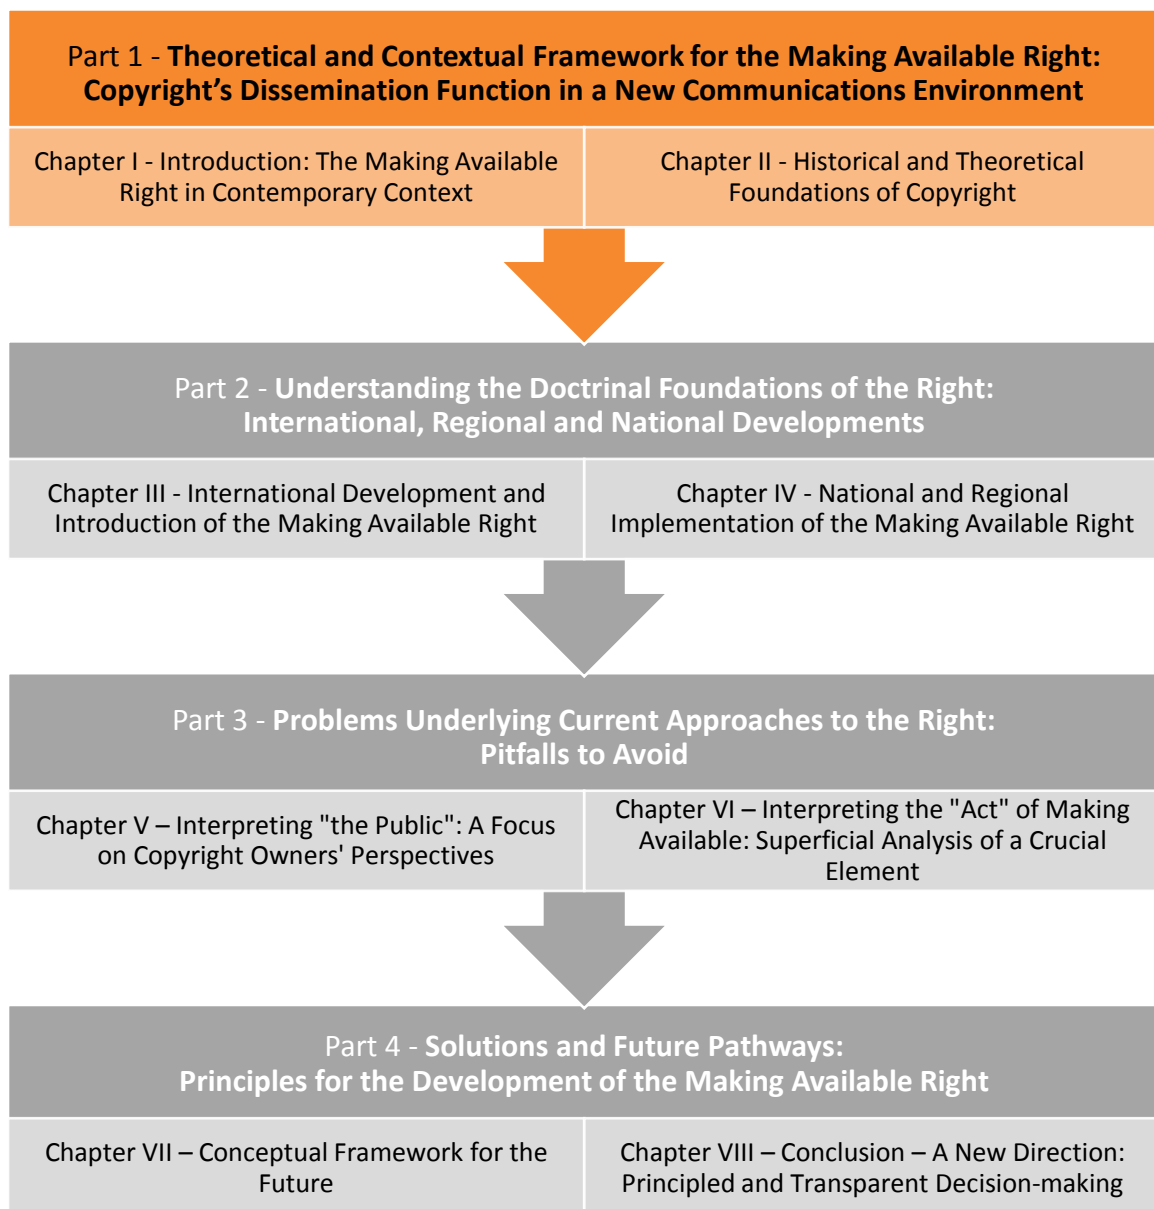 Part 1 - Theoretical and Contextual Framework for the Making Available Right:
Copyright’s Dissemination Function in a New Communications Environment
Chapter I - Introduction: The Making Available
Right in Contemporary Context
Chapter II - Historical and Theoretical
Foundations of Copyright
Part 2 - Understanding the Doctrinal Foundations of the Right:
International, Regional and National Developments
Chapter III - International Development and
Introduction of the Making Available Right
Chapter IV - National and Regional
Implementation of the Making Available Right
Part 3 - Problems Underlying Current Approaches to the Right:
Pitfalls to Avoid
Chapter V – Interpreting "the Public": A Focus
on Copyright Owners' Perspectives
Chapter VI – Interpreting the "Act" of Making
Available: Superficial Analysis of a Crucial
Element
Part 4 - Solutions and Future Pathways:
Principles for the Development of the Making Available Right
Chapter VII – Conceptual Framework for the
Future
Chapter VIII – Conclusion – A New Direction:
Principled and Transparent Decision-making